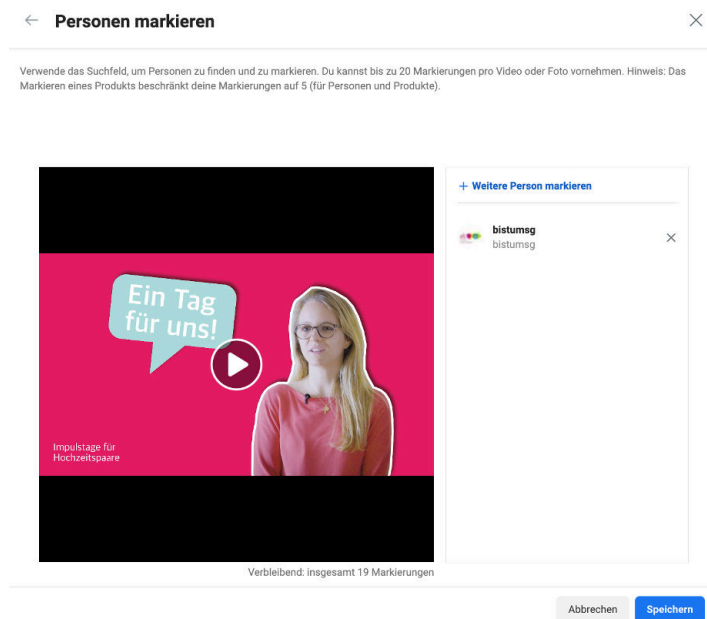 Personen markieren
Verwende das Suchfeld, um Personen zu finden und zu markieren. Du kannst bis zu 20 Markierungen pro Video oder Foto vornehmen. Hinweis: Das
Markieren eines Produkts beschränkt deine Markierungen auf 5 (für Personen und Produkte).
Ein Tag
für uns!
Impulstage für
Hochzeitspaare
+ Weitere Person markieren
bistumsg
bistumsg
Verbleibend: insgesamt 19 Markierungen
Abbrechen
Speichern